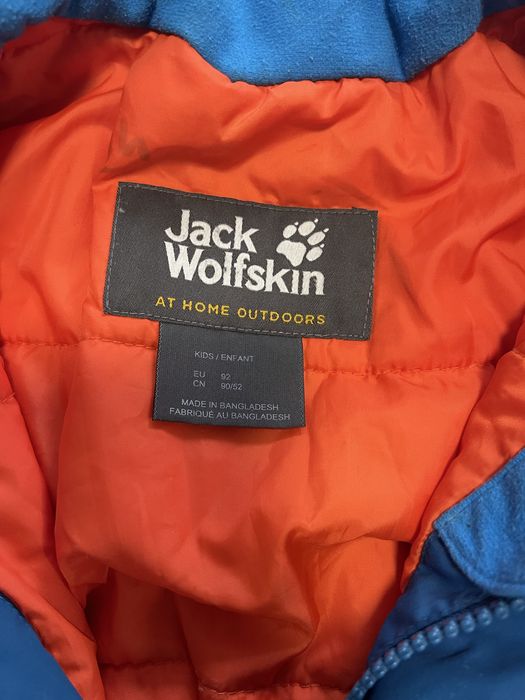 Jack
Wolfskin
AT HOME OUTDOORS
KIDS / ENFANT
EU 92
CN 90/52
MADE IN BANGLADESH
FABRIQUÉ AU BANGLADESH